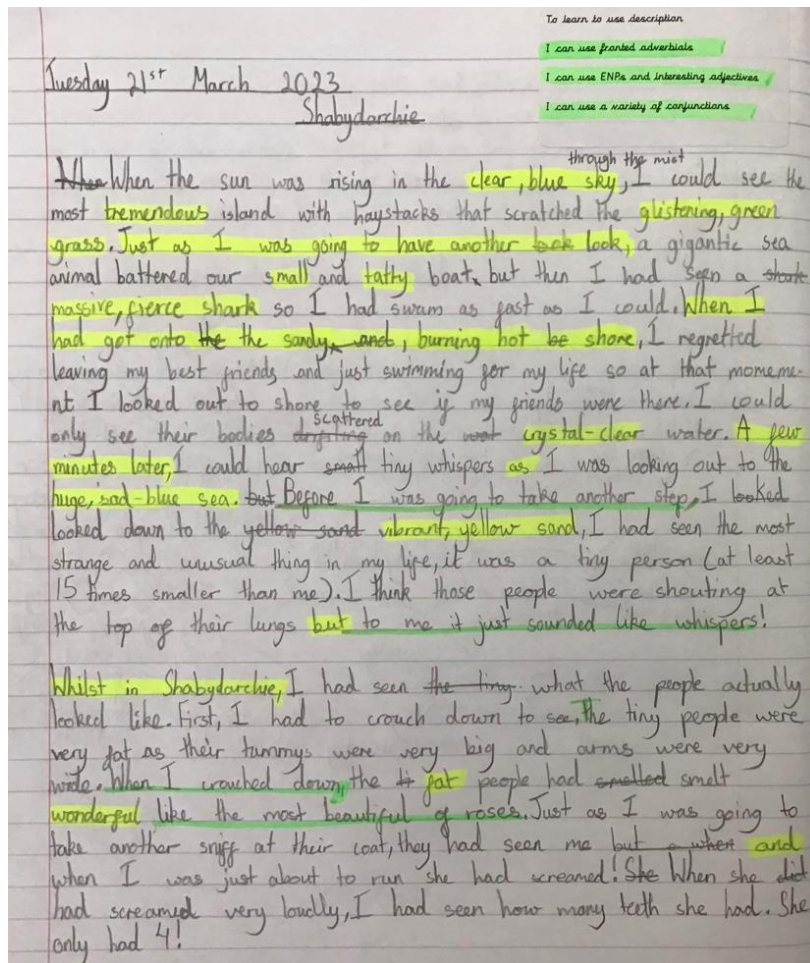 To learn to use description
I can use fronted adverbials
I can use ENPs and interesting adjectives
I can use a variety of conjunctions
Tuesday 21st March 2023
Shabydarchie
through the mist
When When the sun was rising in the clear, blue sky, I could see the
most tremendous island with haystacks that scratched the glistening, green
grass. Just as I was going to have another look look, a gigantic sea
animal battered our small and tatty boat, but then I had seen a shark
massive, fierce shark so I had swam as fast as I could. When I
had got onto the the sandy, and, burning hot be shore, I regretted
leaving my best friends and just swimming for my life so at that momeme-
nt I looked out to shore to see if my friends were there. I could
scattered
only see their bodies drifting on the crystal-clear water. A few
minutes later, I could hear small tiny whispers as I was looking out to the
huge, sad-blue sea. but Before I was going to take another step, I looked
looked down to the yellow sand vibrant, yellow sand, I had seen the most
strange and unusual thing in my life, it was a tiny person (at least
15 times smaller than me). I think those people were shouting at
the top of their lungs but to me it just sounded like whispers!
Whilst in Shabydarchie, I had seen the tiny what the people actually
looked like. First, I had to crouch down to see, The tiny people were
very fat as their tummys were very big and arms were very
wide. When I crouched down, the fat people had smelled smelt
wonderful like the most beautiful of roses. Just as I was going to
take another sniff at their coat, they had seen me but when and
when I was just about to run she had screamed! She When she did
had screamed very loudly, I had seen how many teeth she had. She
only had 4!